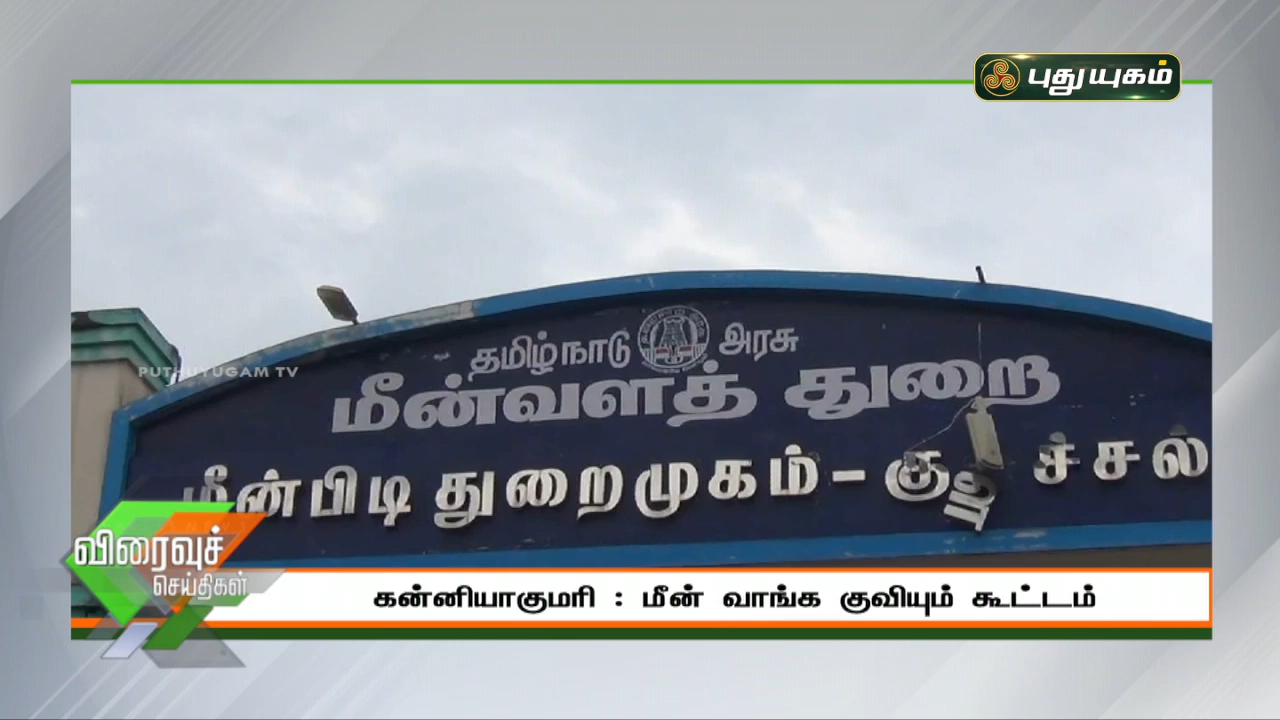 புதுயுகம்
தமிழ்நாடு அரசு
PUTHUYUGAM TV
மீன்வளத் துறை
மீன்பிடி துறைமுகம் -
விரைவுச்
செய்திகள்
கன்னியாகுமரி : மீன் வாங்க குவியும் கூட்டம்